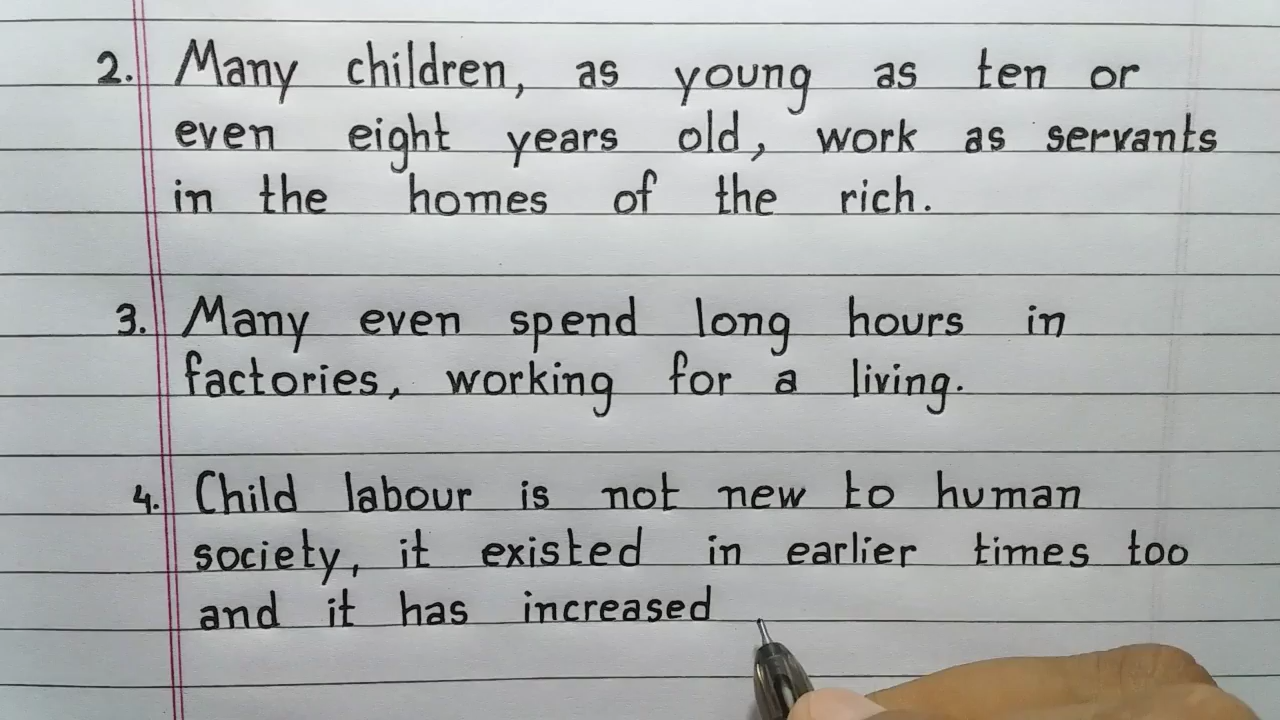 2. Many children, as young as ten or
even eight years old, work as servants
in the homes of the rich.
3. Many even spend long hours in
factories, working for a living.
4. Child labour is not new to human
society, it existed in earlier times too
and it has increased